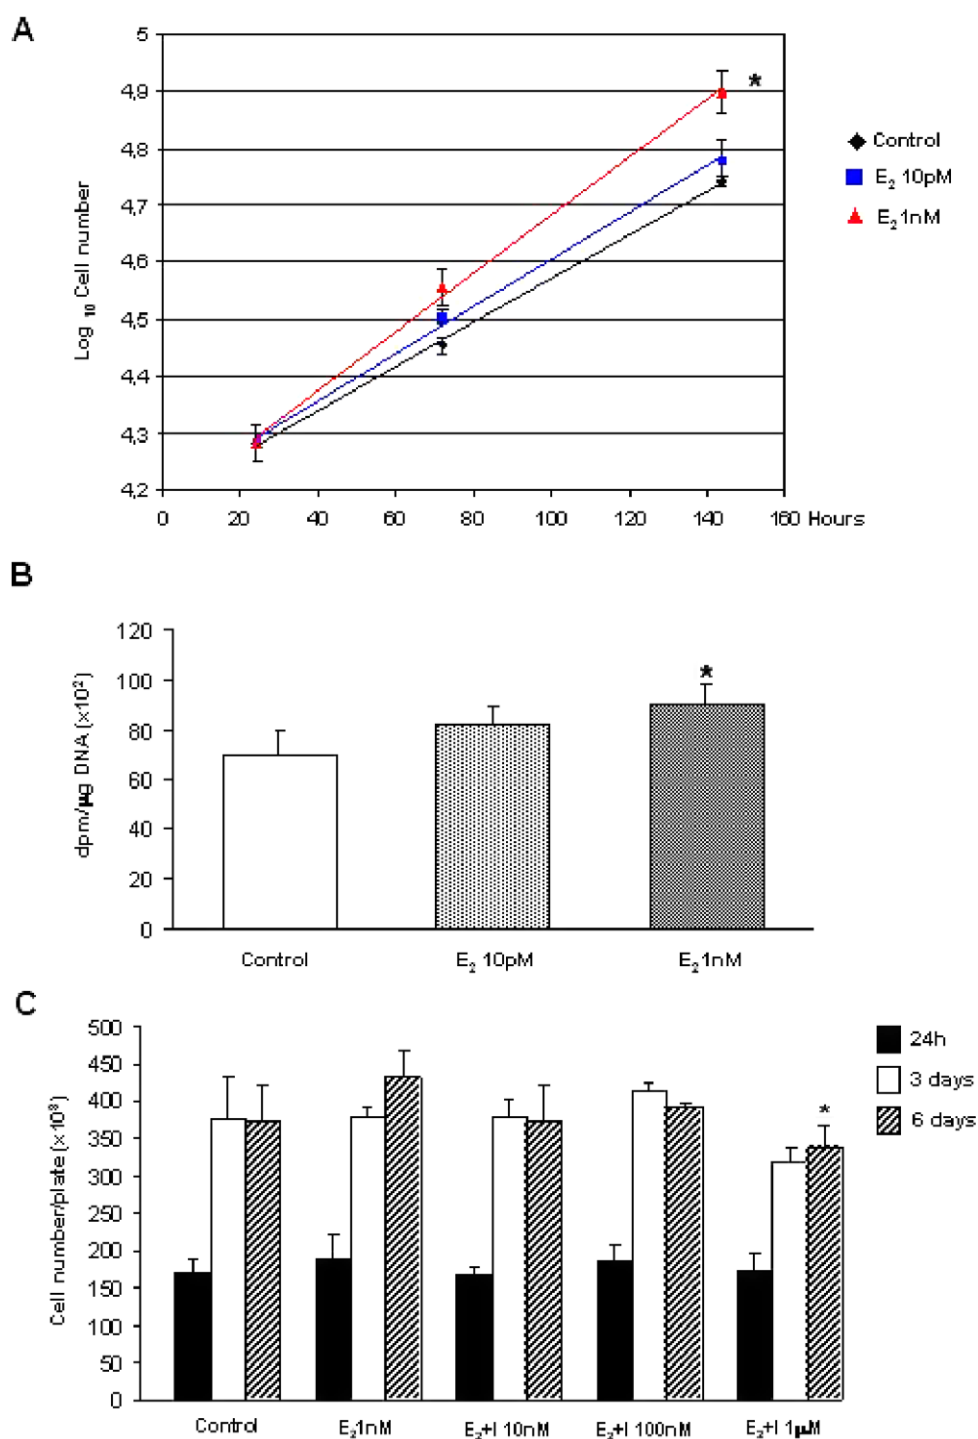 A
5
4,9
4,8
4,7
4,6
4,5
4,4
4,3
4,2
Log 10 Cell number
*
Control
E2 10pM
E2 1nM
0 20 40 60 80 100 120 140 160 Hours
B
120
100
80
60
40
20
0
dpm/µg DNA (×10²)
*
Control E2 10pM E2 1nM
C
500
450
400
350
300
250
200
150
100
50
0
Cell number/plate (×10³)
24h
3 days
6 days
*
Control E2 1nM E2+I 10nM E2+I 100nM E2+I 1µM